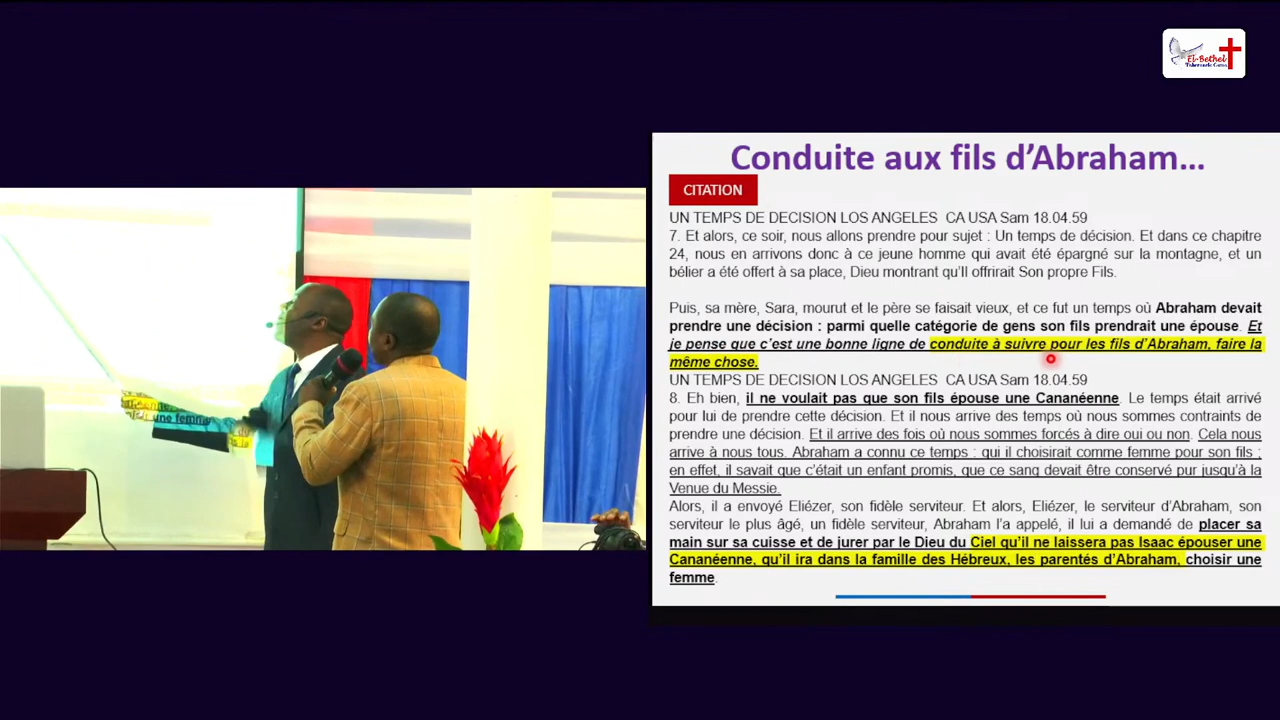 El-Bethel
Conduite aux fils d’Abraham…
CITATION
UN TEMPS DE DECISION LOS ANGELES CA USA Sam 18.04.59
7. Et alors, ce soir, nous allons prendre pour sujet : Un temps de décision. Et dans ce chapitre
24, nous en arrivons donc à ce jeune homme qui avait été épargné sur la montagne, et un
bélier a été offert à sa place, Dieu montrant qu’Il offrirait Son propre Fils.
Puis, sa mère, Sara, mourut et le père se faisait vieux, et ce fut un temps où Abraham devait
prendre une décision : parmi quelle catégorie de gens son fils prendrait une épouse. Et
je pense que c’est une bonne ligne de conduite à suivre pour les fils d’Abraham, faire la
même chose.
UN TEMPS DE DECISION LOS ANGELES CA USA Sam 18.04.59
8. Eh bien, il ne voulait pas que son fils épouse une Cananéenne. Le temps était arrivé
pour lui de prendre cette décision. Et il nous arrive des temps où nous sommes contraints de
prendre une décision. Et il arrive des fois où nous sommes forcés à dire oui ou non. Cela nous
arrive à nous tous. Abraham a connu ce temps : qui il choisirait comme femme pour son fils ;
en effet, il savait que c’était un enfant promis, que ce sang devait être conservé pur jusqu’à la
Venue du Messie.
Alors, il a envoyé Eliézer, son fidèle serviteur. Et alors, Eliézer, le serviteur d’Abraham, son
serviteur le plus âgé, un fidèle serviteur, Abraham l’a appelé, il lui a demandé de placer sa
main sur sa cuisse et de jurer par le Dieu du Ciel qu’il ne laissera pas Isaac épouser une
Cananéenne, qu’il ira dans la famille des Hébreux, les parentés d’Abraham, choisir une
femme.
une femme